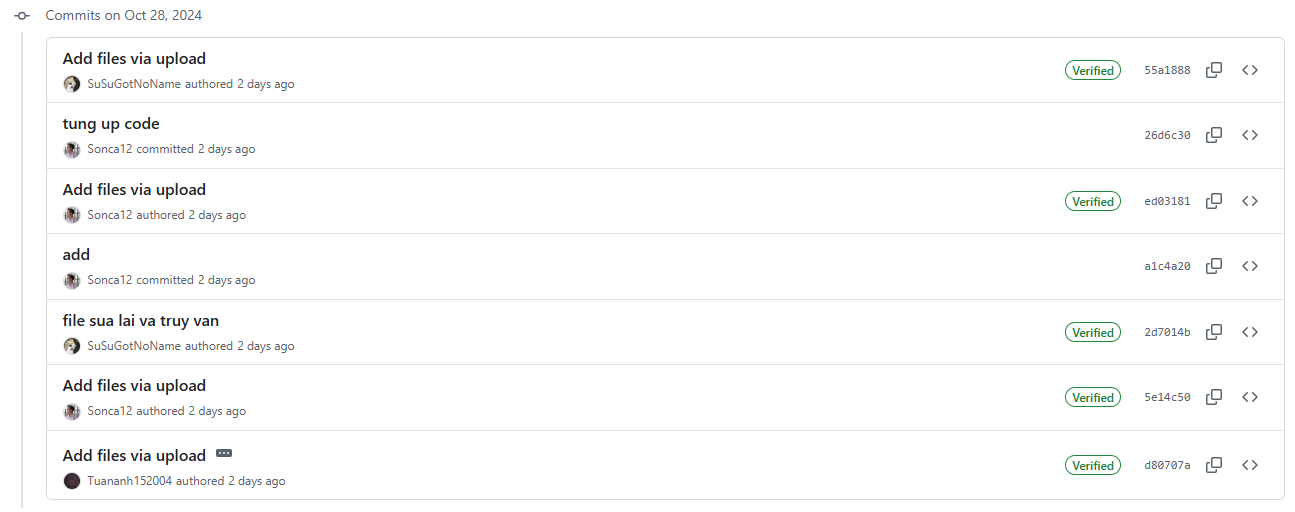 Commits on Oct 28, 2024
Add files via upload
SuSuGotNoName authored 2 days ago
Verified
55a1888
tung up code
Sonca12 committed 2 days ago
26d6c30
Add files via upload
Sonca12 authored 2 days ago
Verified
ed03181
add
Sonca12 committed 2 days ago
a1c4a20
file sua lai va truy van
SuSuGotNoName authored 2 days ago
Verified
2d7014b
Add files via upload
Sonca12 authored 2 days ago
Verified
5e14c50
Add files via upload
Tuananh152004 authored 2 days ago
Verified
d80707a